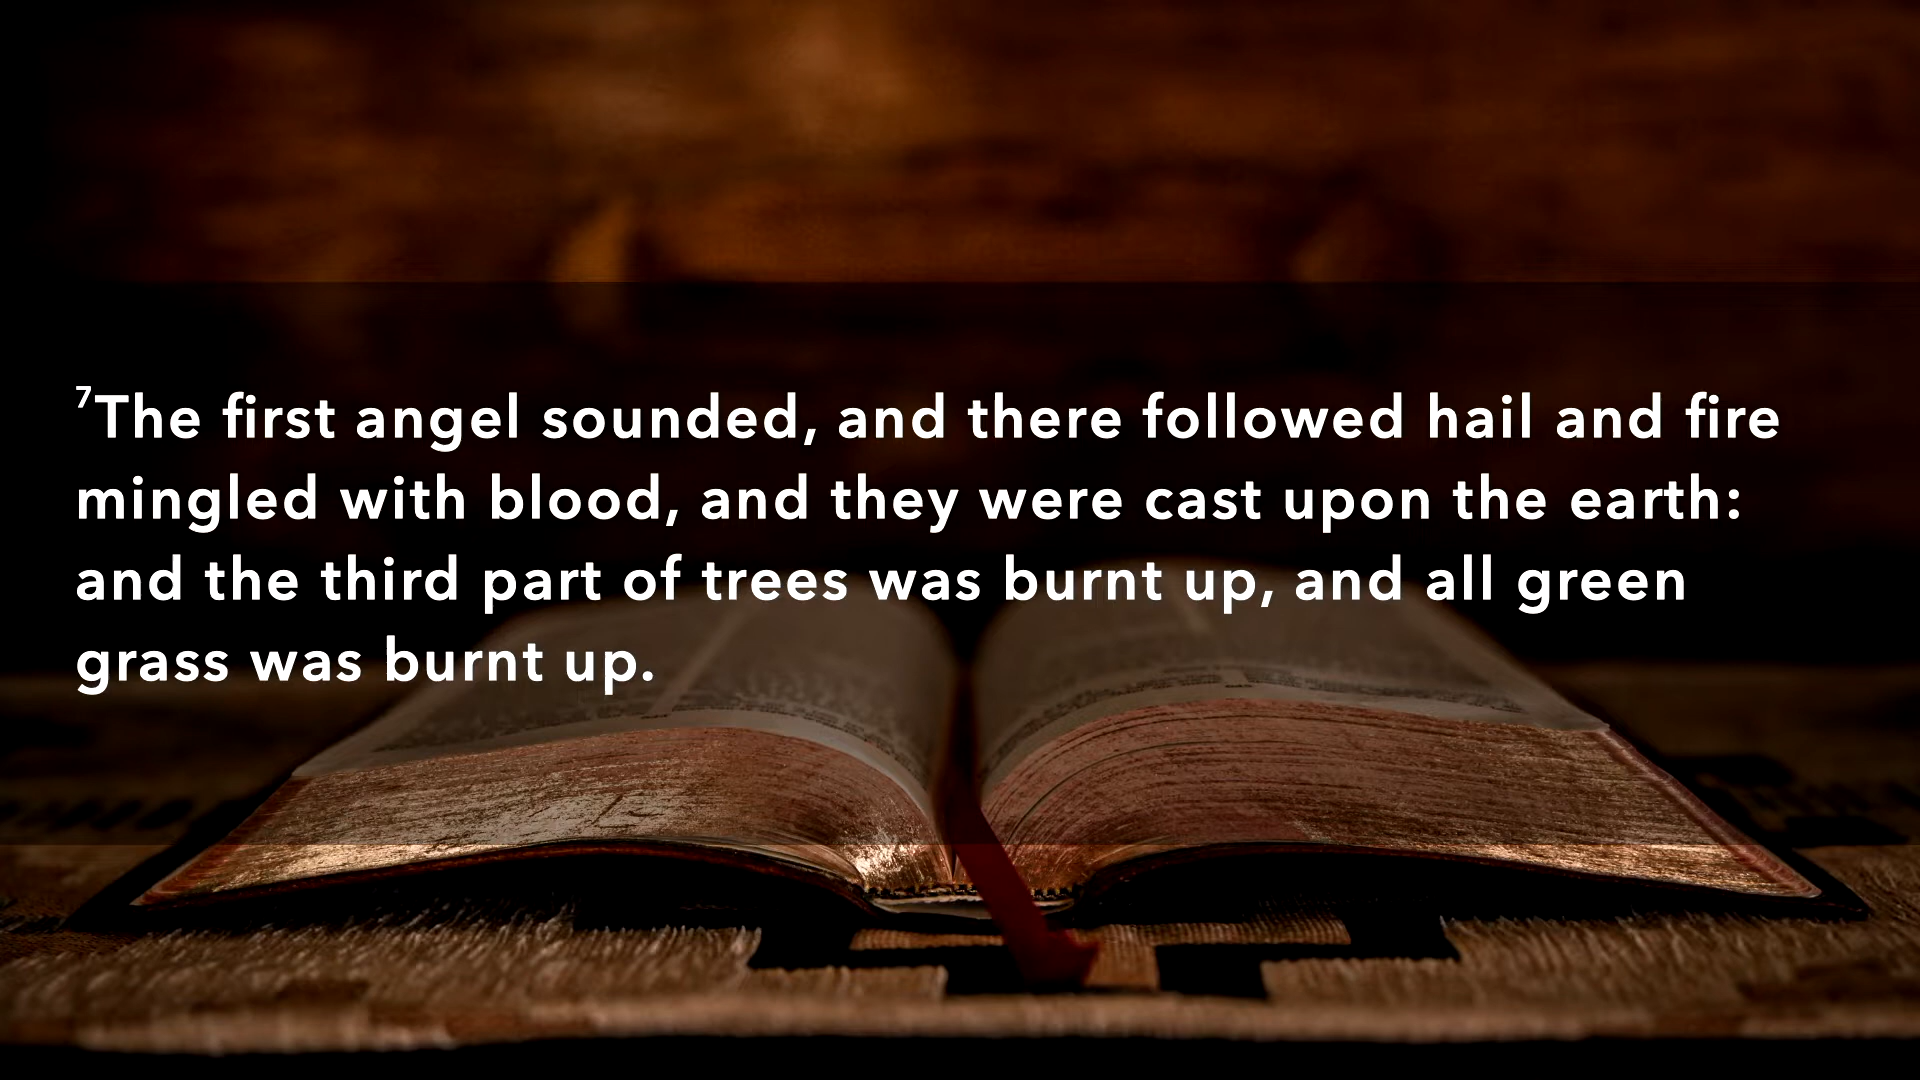 ⁷The first angel sounded, and there followed hail and fire
mingled with blood, and they were cast upon the earth:
and the third part of trees was burnt up, and all green
grass was burnt up.